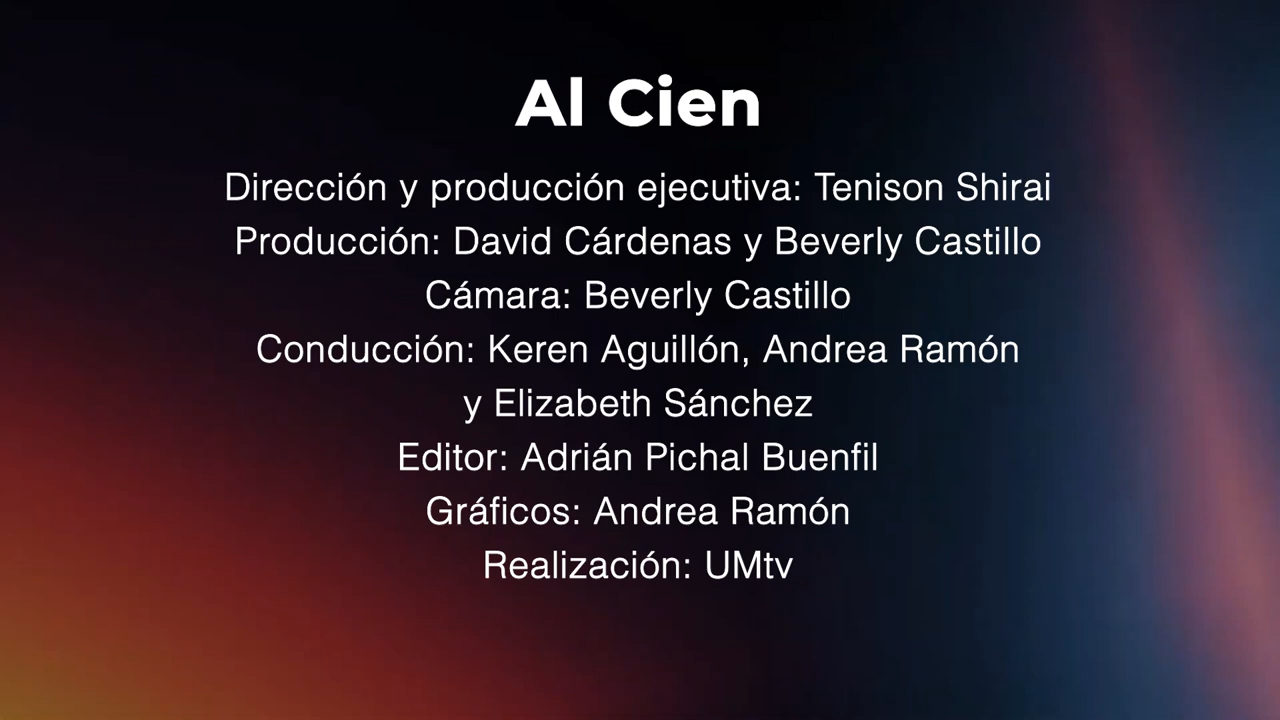 Al Cien
Dirección y producción ejecutiva: Tenison Shirai
Producción: David Cárdenas y Beverly Castillo
Cámara: Beverly Castillo
Conducción: Keren Aguillón, Andrea Ramón
y Elizabeth Sánchez
Editor: Adrián Pichal Buenfil
Gráficos: Andrea Ramón
Realización: UMtv